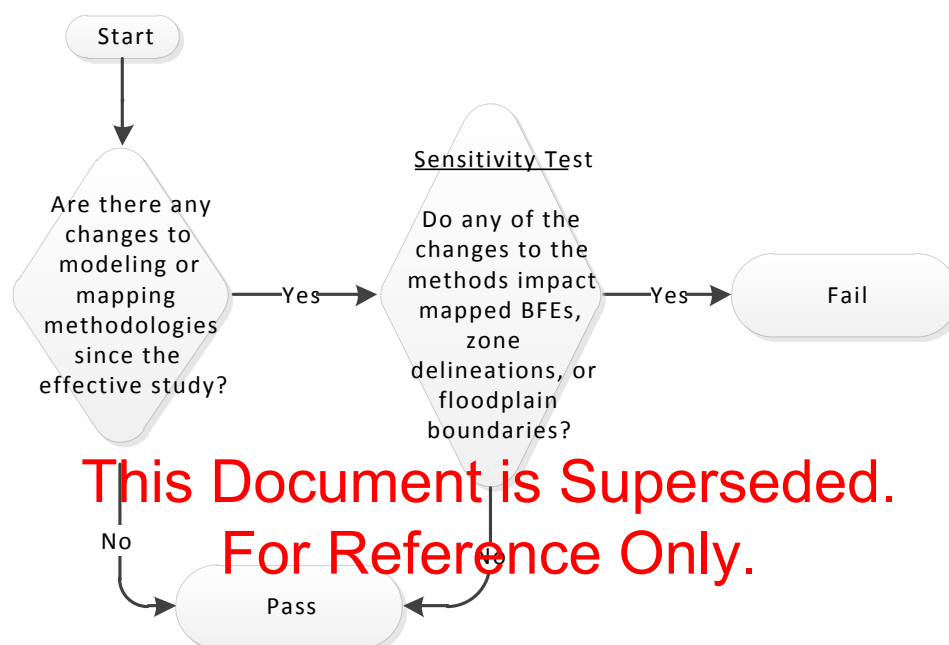 Start
Are there any
changes to
modeling or
mapping
methodologies
since the
effective study?
Yes
Sensitivity Test
Do any of the
changes to the
methods impact
mapped BFEs,
zone
delineations, or
floodplain
boundaries?
Yes
Fail
This Document is Superseded.
For Reference Only.
No
No
Pass